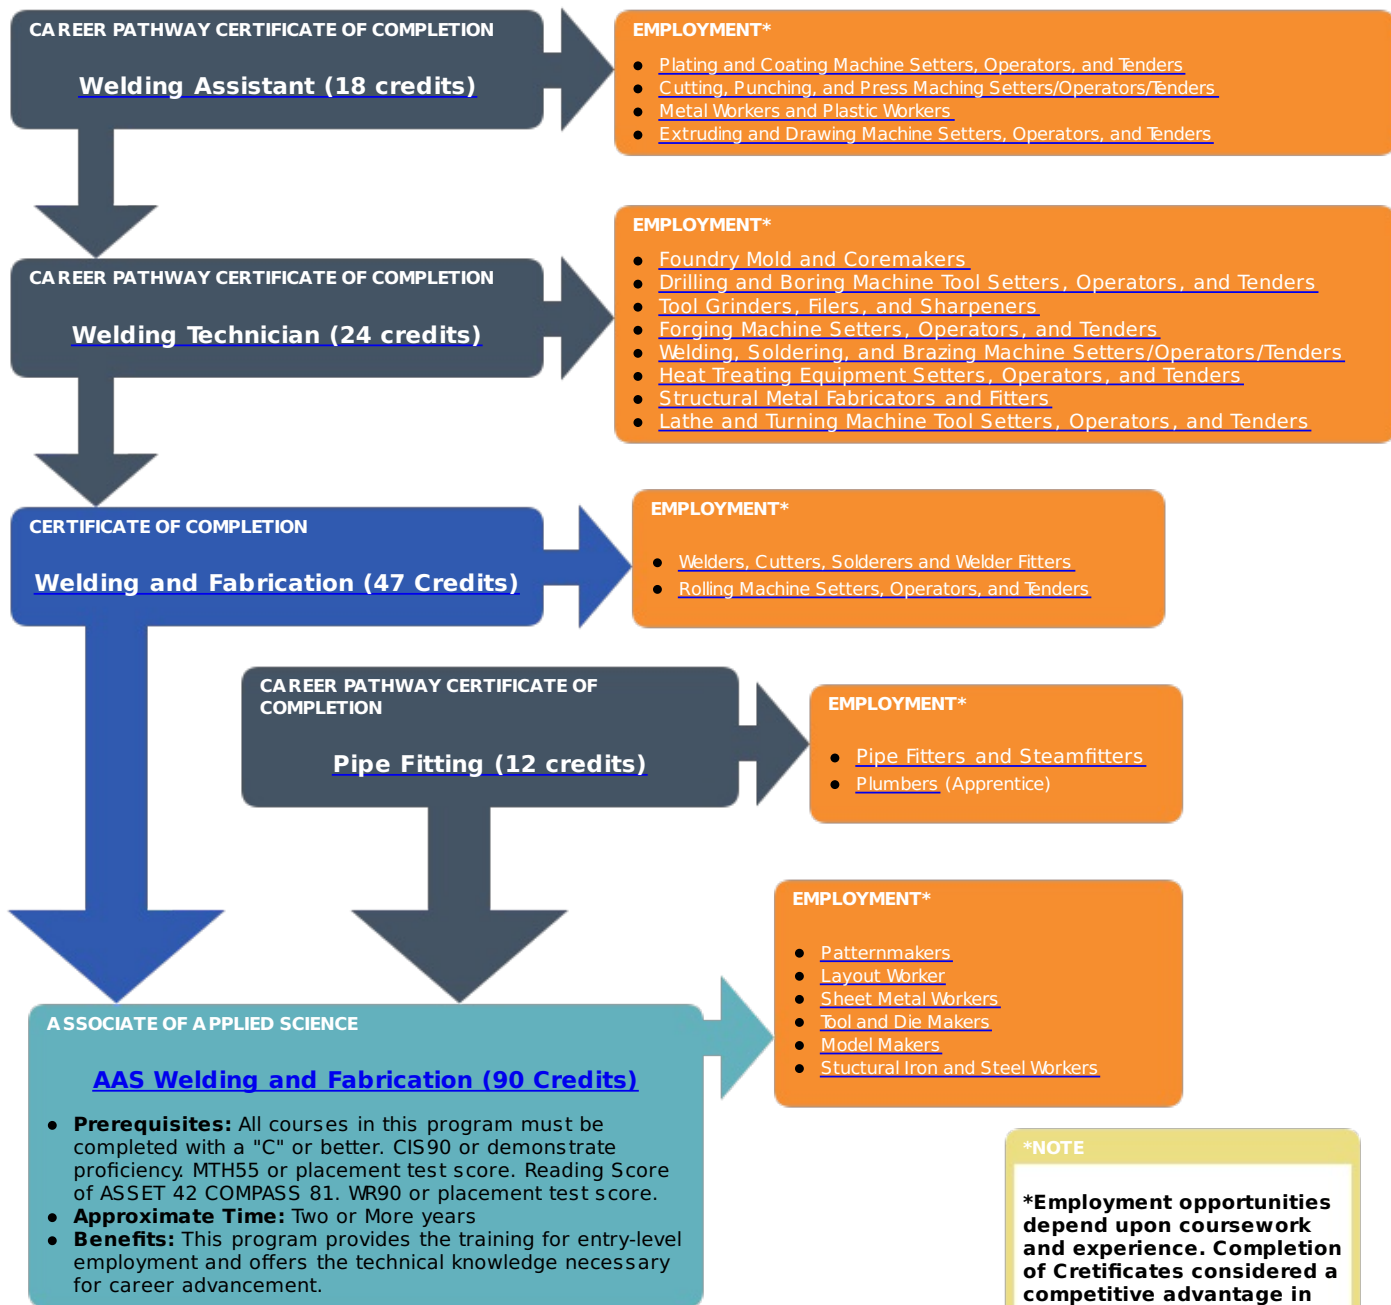 CAREER PATHWAY CERTIFICATE OF COMPLETION
Welding Assistant (18 credits)
EMPLOYMENT*
● Plating and Coating Machine Setters, Operators, and Tenders
● Cutting, Punching, and Press Maching Setters/Operators/Tenders
● Metal Workers and Plastic Workers
● Extruding and Drawing Machine Setters, Operators, and Tenders
CAREER PATHWAY CERTIFICATE OF COMPLETION
Welding Technician (24 credits)
EMPLOYMENT*
● Foundry Mold and Coremakers
● Drilling and Boring Machine Tool Setters, Operators, and Tenders
● Tool Grinders, Filers, and Sharpeners
● Forging Machine Setters, Operators, and Tenders
● Welding, Soldering, and Brazing Machine Setters/Operators/Tenders
● Heat Treating Equipment Setters, Operators, and Tenders
● Structural Metal Fabricators and Fitters
● Lathe and Turning Machine Tool Setters, Operators, and Tenders
CERTIFICATE OF COMPLETION
Welding and Fabrication (47 Credits)
EMPLOYMENT*
● Welders, Cutters, Solderers and Welder Fitters
● Rolling Machine Setters, Operators, and Tenders
CAREER PATHWAY CERTIFICATE OF
COMPLETION
Pipe Fitting (12 credits)
EMPLOYMENT*
● Pipe Fitters and Steamfitters
● Plumbers (Apprentice)
EMPLOYMENT*
● Patternmakers
● Layout Worker
● Sheet Metal Workers
● Tool and Die Makers
● Model Makers
● Stuctural Iron and Steel Workers
ASSOCIATE OF APPLIED SCIENCE
AAS Welding and Fabrication (90 Credits)
● Prerequisites: All courses in this program must be
completed with a "C" or better. CIS90 or demonstrate
proficiency. MTH55 or placement test score. Reading Score
of ASSET 42 COMPASS 81. WR90 or placement test score.
● Approximate Time: Two or More years
● Benefits: This program provides the training for entry-level
employment and offers the technical knowledge necessary
for career advancement.
*NOTE
*Employment opportunities
depend upon coursework
and experience. Completion
of Cretificates considered a
competitive advantage in